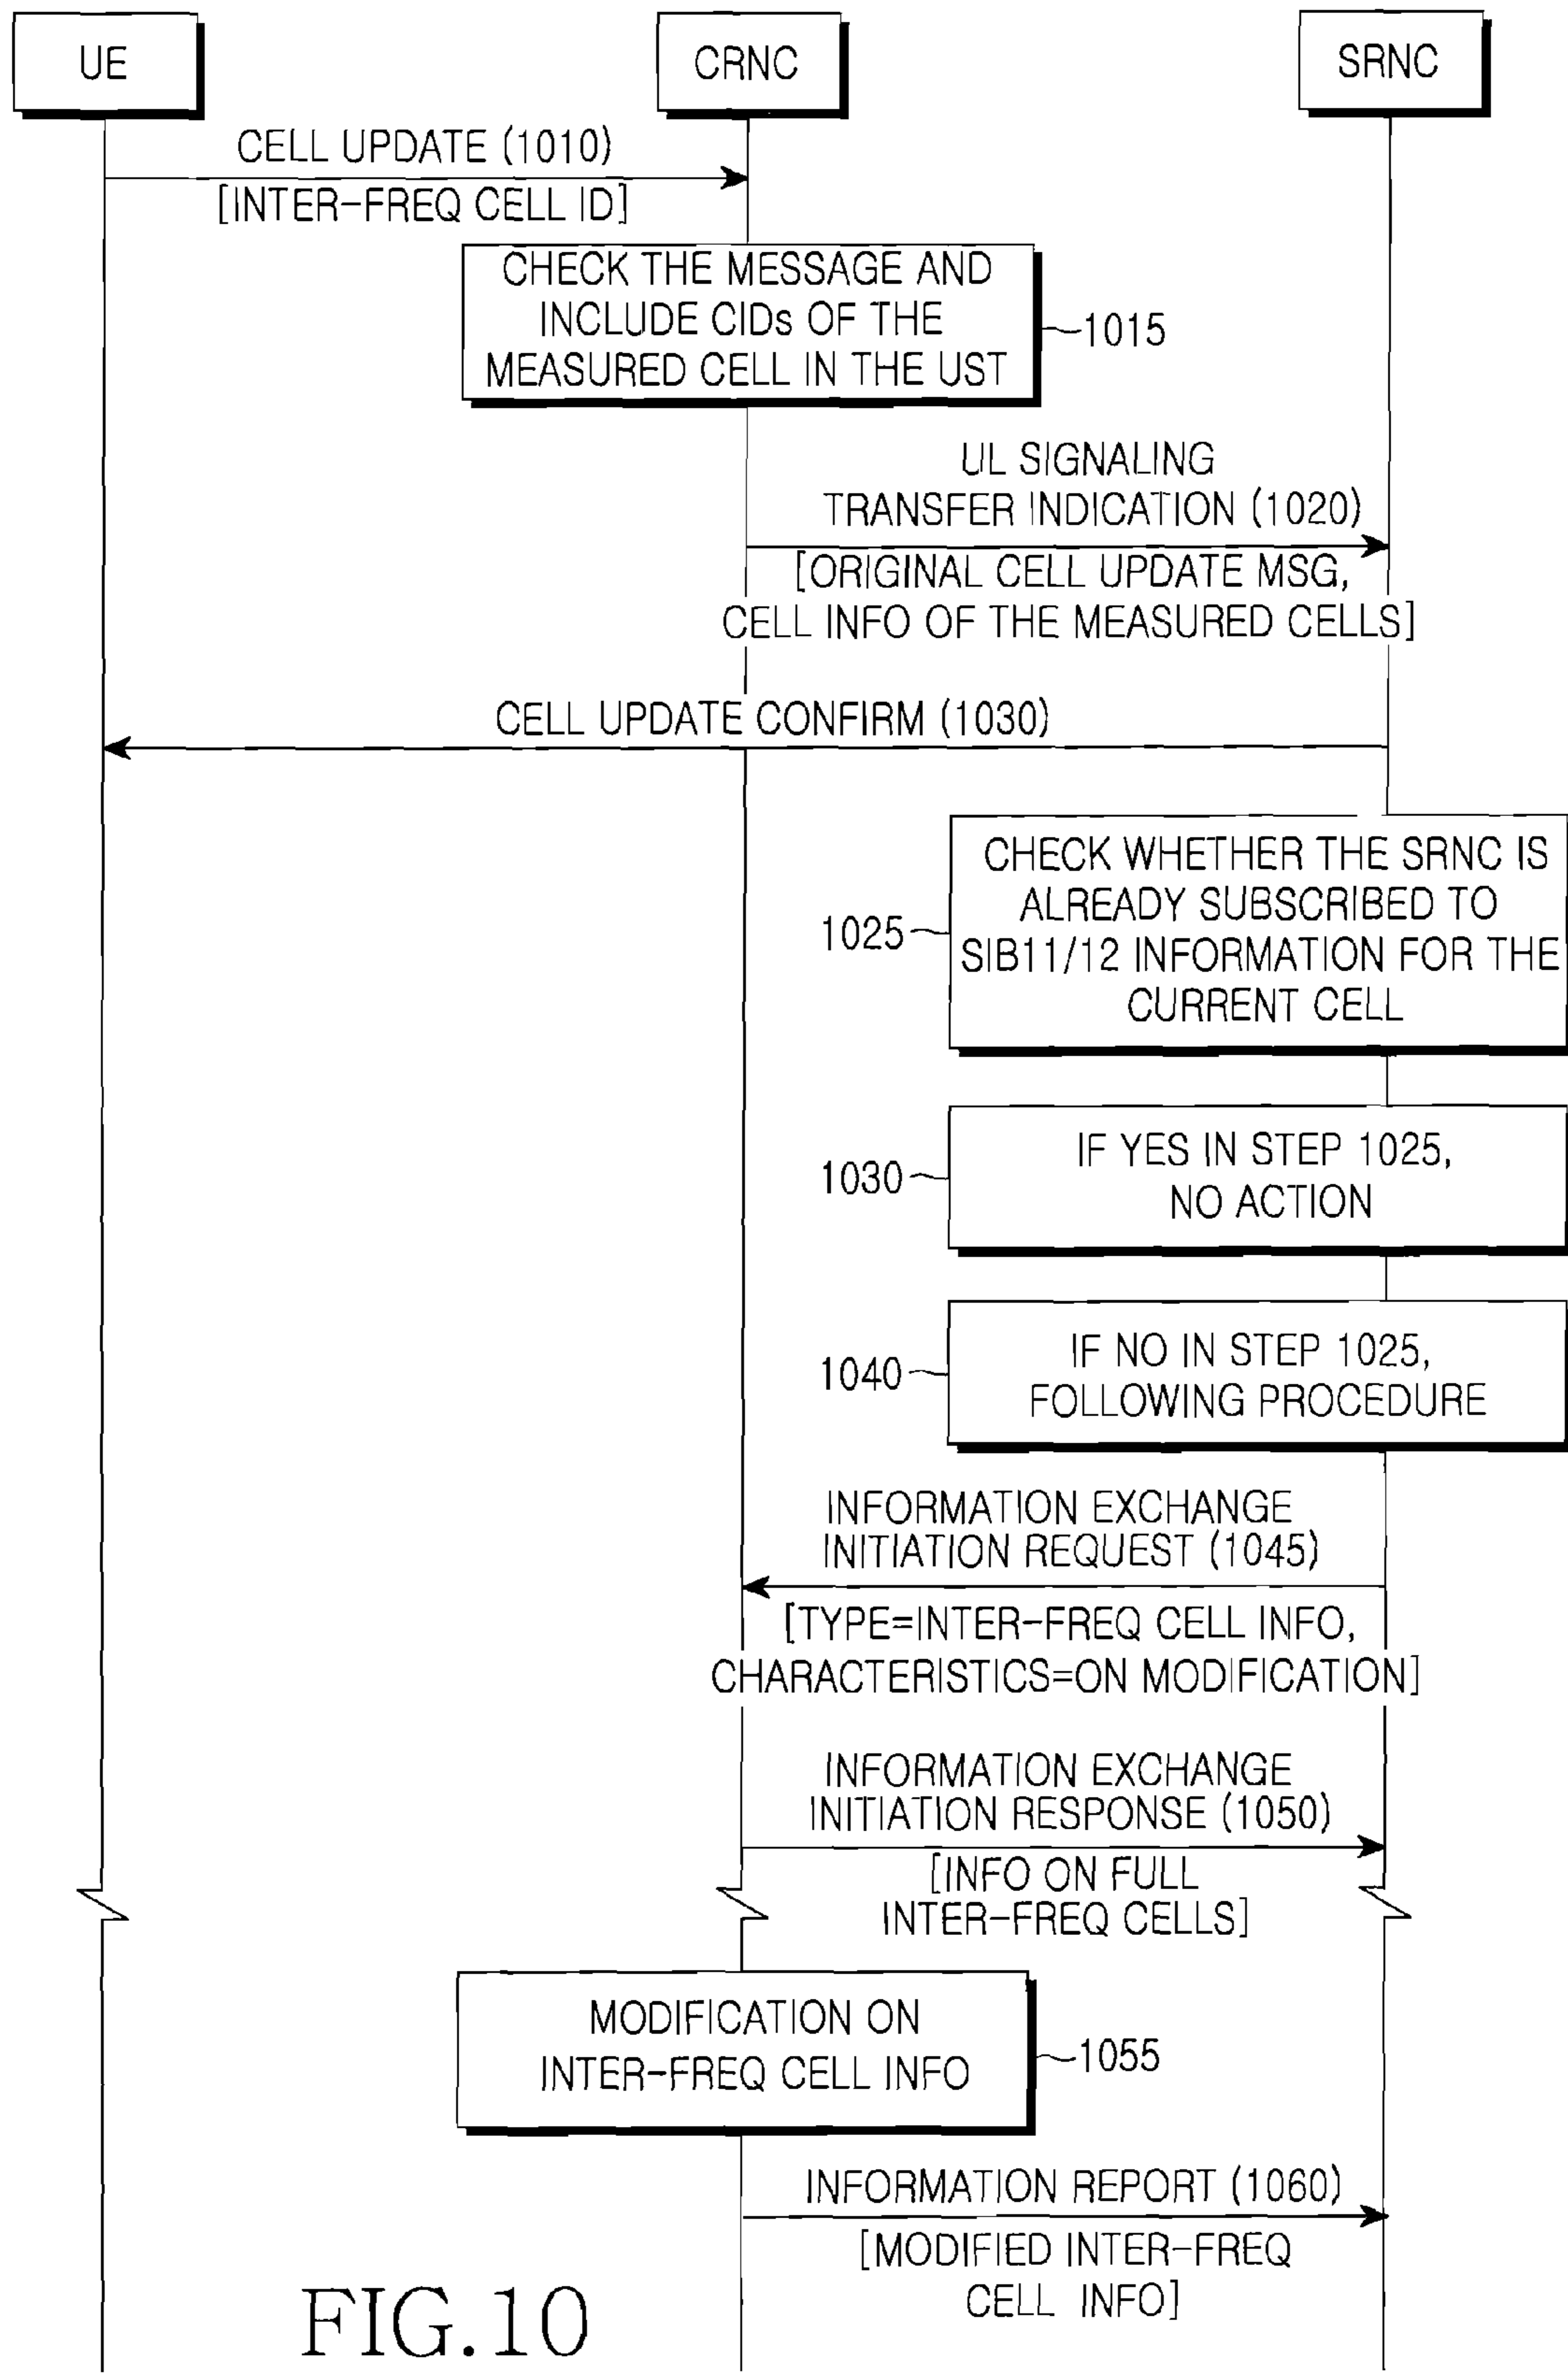 UE
CRNC
SRNC
CELL UPDATE (1010)
[INTER-FREQ CELL ID]
CHECK THE MESSAGE AND
INCLUDE CIDs OF THE
MEASURED CELL IN THE UST
1015
UL SIGNALING
TRANSFER INDICATION (1020)
[ORIGINAL CELL UPDATE MSG,
CELL INFO OF THE MEASURED CELLS]
CELL UPDATE CONFIRM (1030)
CHECK WHETHER THE SRNC IS
ALREADY SUBSCRIBED TO
SIB11/12 INFORMATION FOR THE
CURRENT CELL
1025
IF YES IN STEP 1025,
NO ACTION
1030
IF NO IN STEP 1025,
FOLLOWING PROCEDURE
1040
INFORMATION EXCHANGE
INITIATION REQUEST (1045)
[TYPE=INTER-FREQ CELL INFO,
CHARACTERISTICS=ON MODIFICATION]
INFORMATION EXCHANGE
INITIATION RESPONSE (1050)
[INFO ON FULL
INTER-FREQ CELLS]
MODIFICATION ON
INTER-FREQ CELL INFO
1055
INFORMATION REPORT (1060)
[MODIFIED INTER-FREQ
CELL INFO]
FIG.10